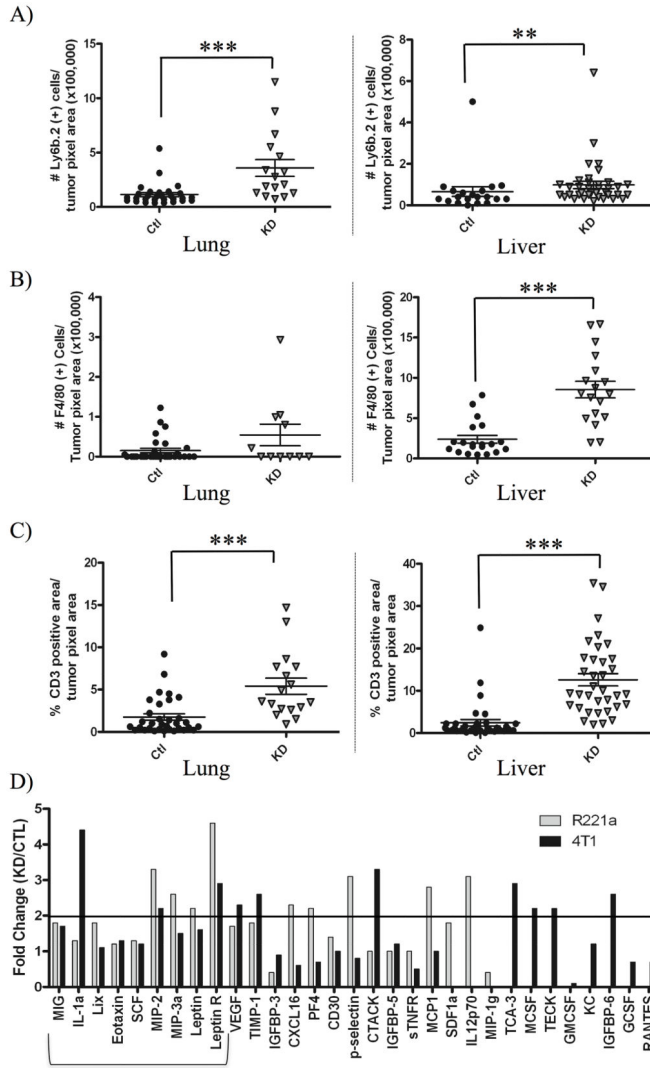 A)
# Ly6b.2 (+) cells/
tumor pixel area (x100,000)
15
10
5
0
***
Ctl
KD
Lung
# Ly6b.2 (+) cells/
tumor pixel area (x100,000)
8
6
4
2
0
**
Ctl
KD
Liver
B)
# F4/80 (+) Cells/
Tumor pixel area (x100,000)
4
3
2
1
0
Ctl
KD
Lung
# F4/80 (+) Cells/
Tumor pixel area (x100,000)
20
15
10
5
0
***
Ctl
KD
Liver
C)
% CD3 positive area/
tumor pixel area
20
15
10
5
0
***
Ctl
KD
Lung
% CD3 positive area/
tumor pixel area
40
30
20
10
0
***
Ctl
KD
Liver
D)
Fold Change (KD/CTL)
5
4
3
2
1
0
R221a
4T1
MIG
IL-1a
Lix
Eotaxin
SCF
MIP-2
MIP-3a
Leptin
Leptin R
VEGF
TIMP-1
IGFBP-3
CXCL16
PF4
CD30
p-selectin
CTACK
IGFBP-5
sTNFR
MCP1
SDF1a
IL12p70
MIP-1g
TCA-3
MCSF
TECK
GMCSF
KC
IGFBP-6
GCSF
RANTES